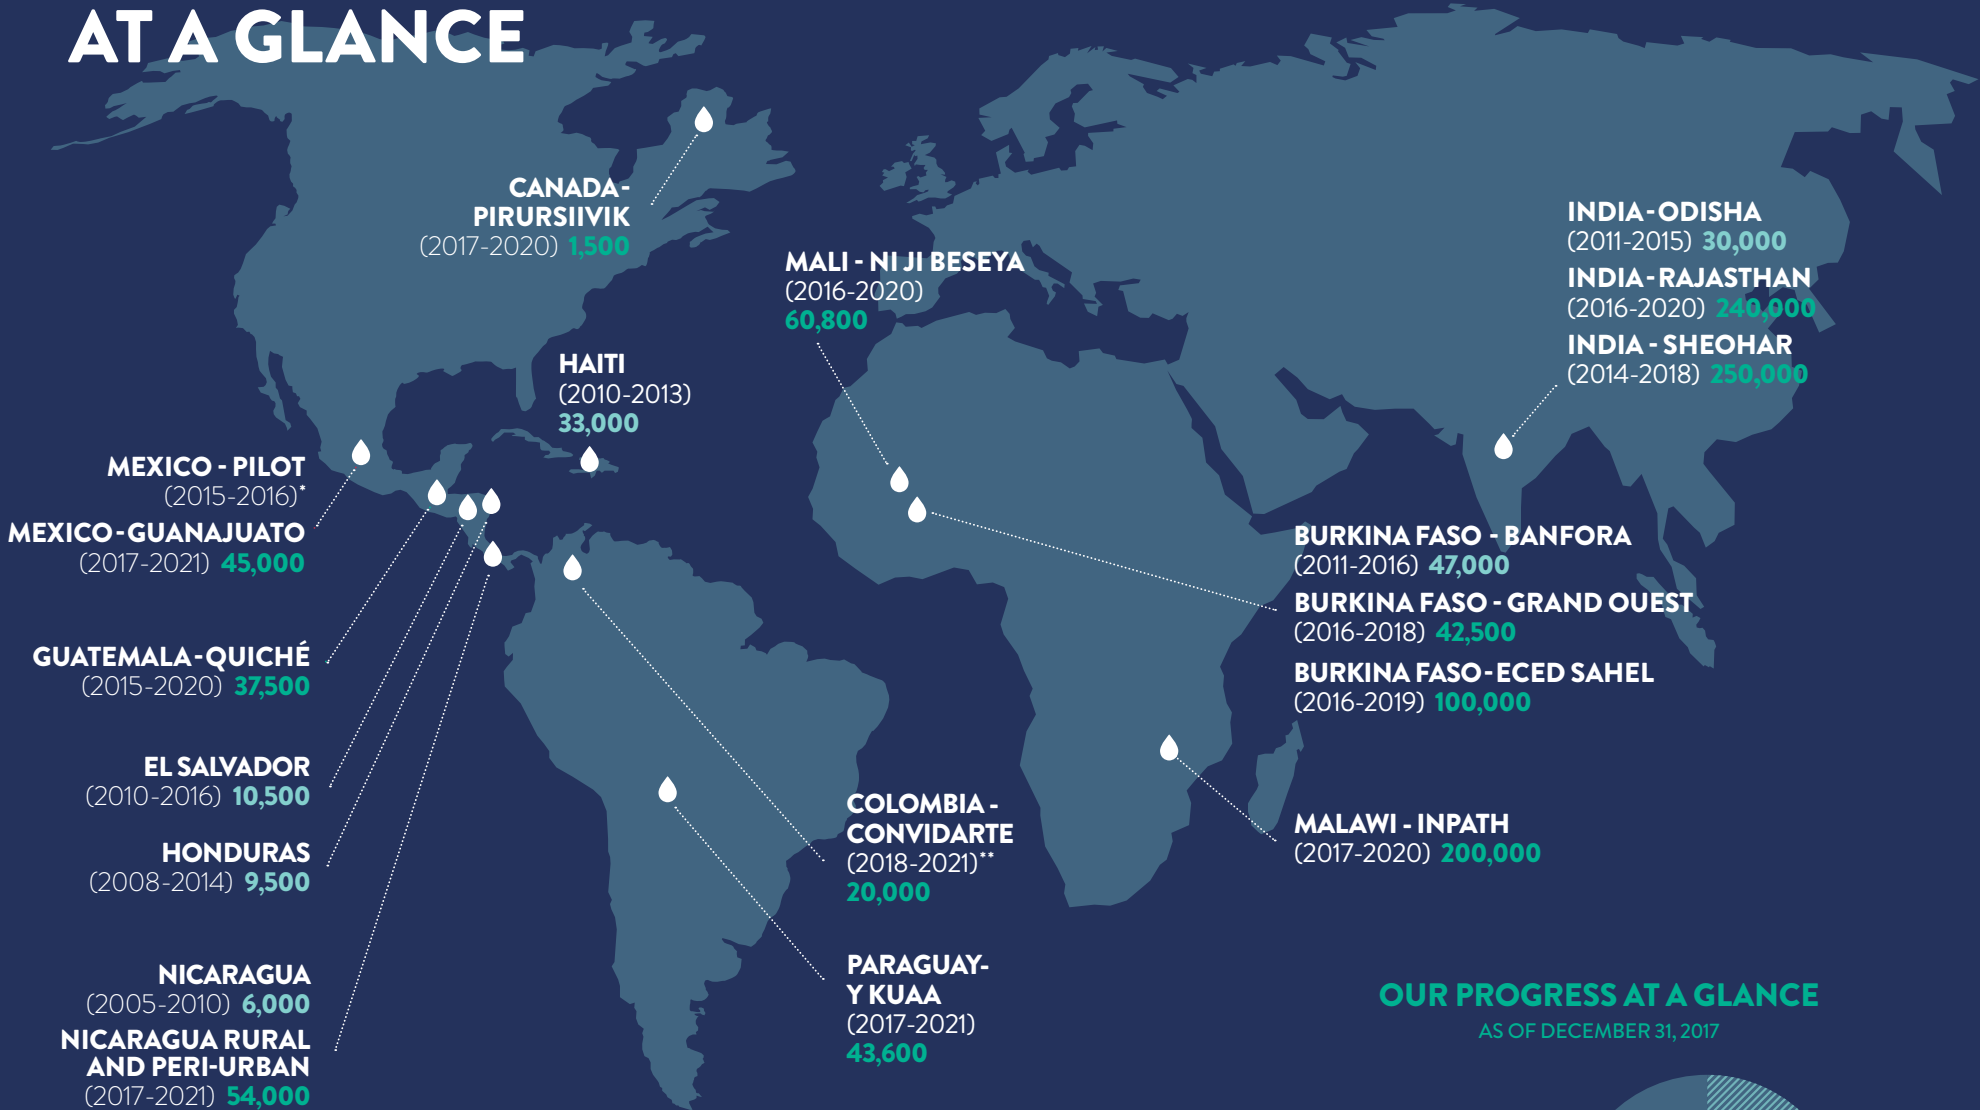 AT A GLANCE
CANADA-
PIRURSIIVIK
(2017-2020) 1,500
MALI - NI JI BESEYA
(2016-2020)
60,800
INDIA-ODISHA
(2011-2015) 30,000
INDIA-RAJASTHAN
(2016-2020) 240,000
INDIA - SHEOHAR
(2014-2018) 250,000
HAITI
(2010-2013)
33,000
MEXICO - PILOT
(2015-2016)*
MEXICO-GUANAJUATO
(2017-2021) 45,000
BURKINA FASO - BANFORA
(2011-2016) 47,000
BURKINA FASO - GRAND OUEST
(2016-2018) 42,500
BURKINA FASO-ECED SAHEL
(2016-2019) 100,000
GUATEMALA-QUICHÉ
(2015-2020) 37,500
EL SALVADOR
(2010-2016) 10,500
HONDURAS
(2008-2014) 9,500
COLOMBIA -
CONVIDARTE
(2018-2021)**
20,000
MALAWI - INPATH
(2017-2020) 200,000
NICARAGUA
(2005-2010) 6,000
NICARAGUA RURAL
AND PERI-URBAN
(2017-2021) 54,000
PARAGUAY-
Y KUAA
(2017-2021)
43,600
OUR PROGRESS AT A GLANCE
AS OF DECEMBER 31, 2017